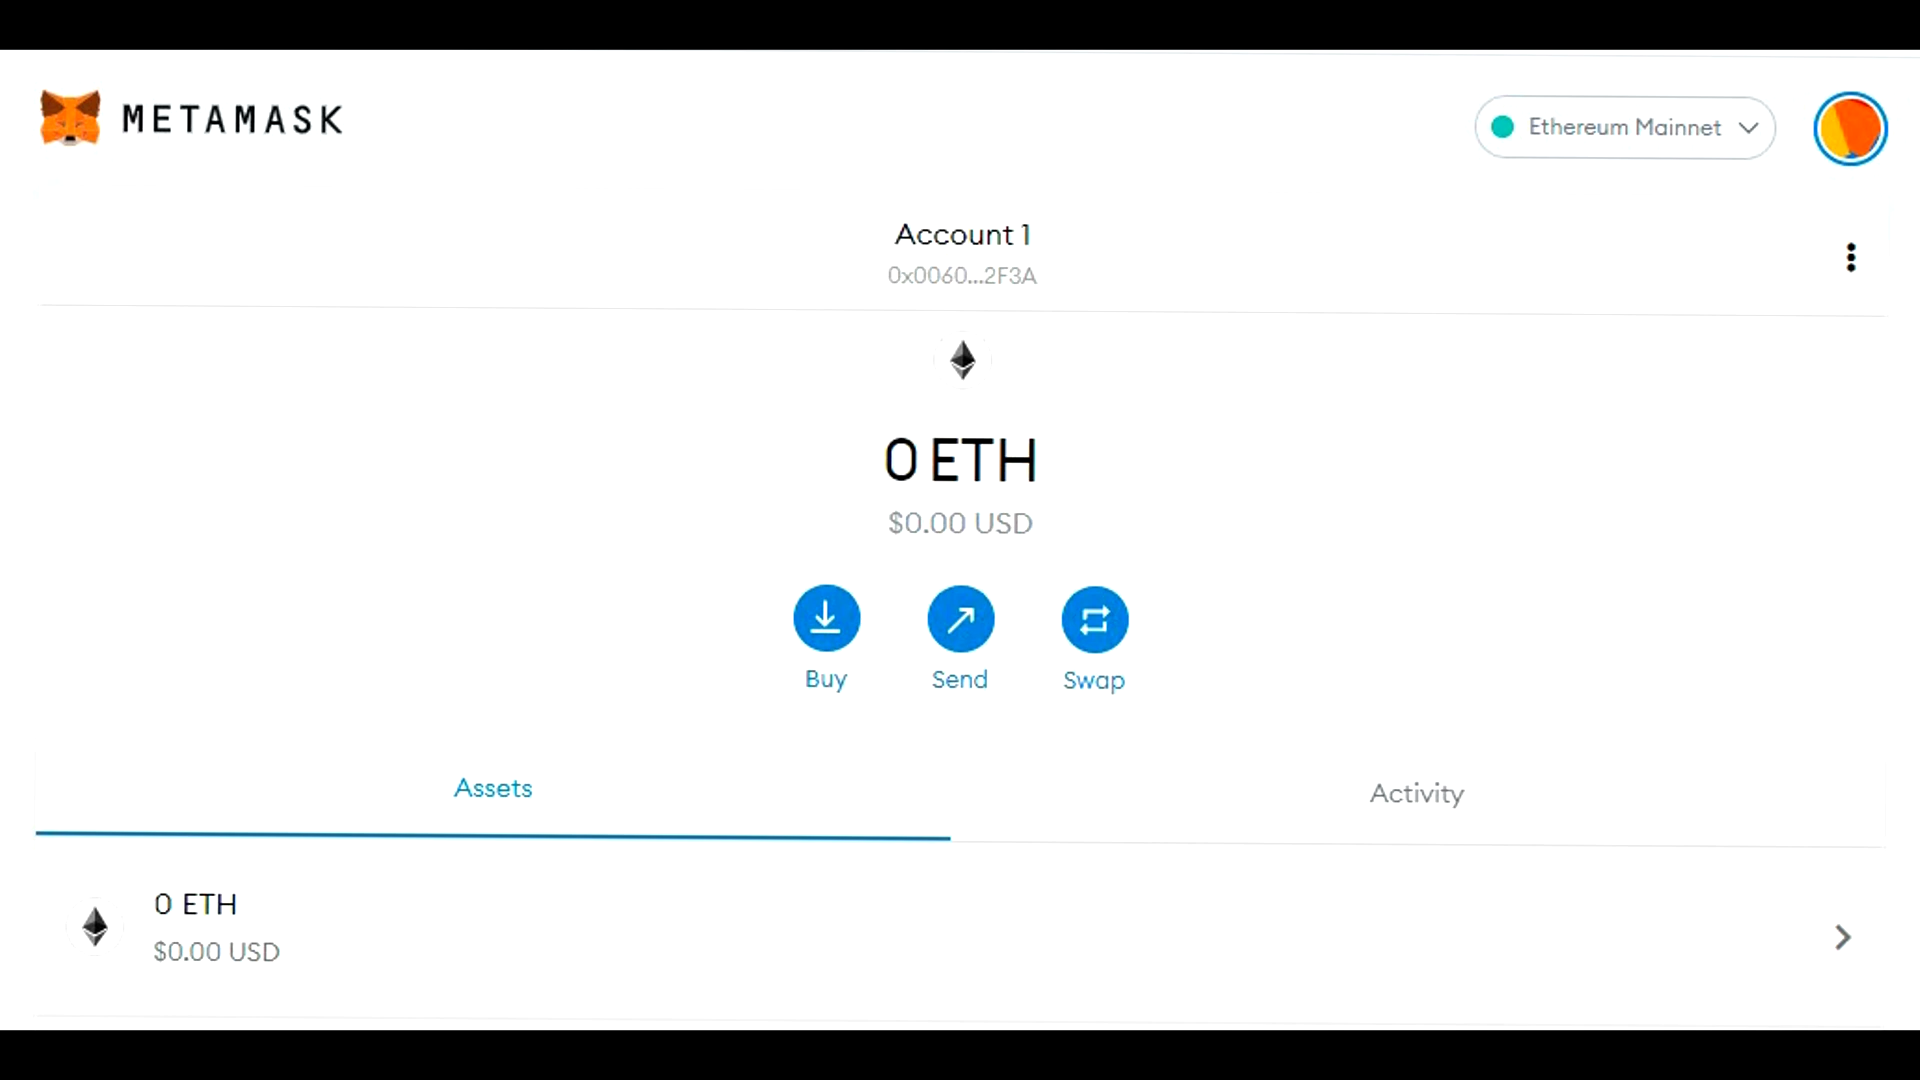 METAMASK
Ethereum Mainnet
Account 1
0x0060...2F3A
0 ETH
$0.00 USD
Buy
Send
Swap
Assets
Activity
0 ETH
$0.00 USD